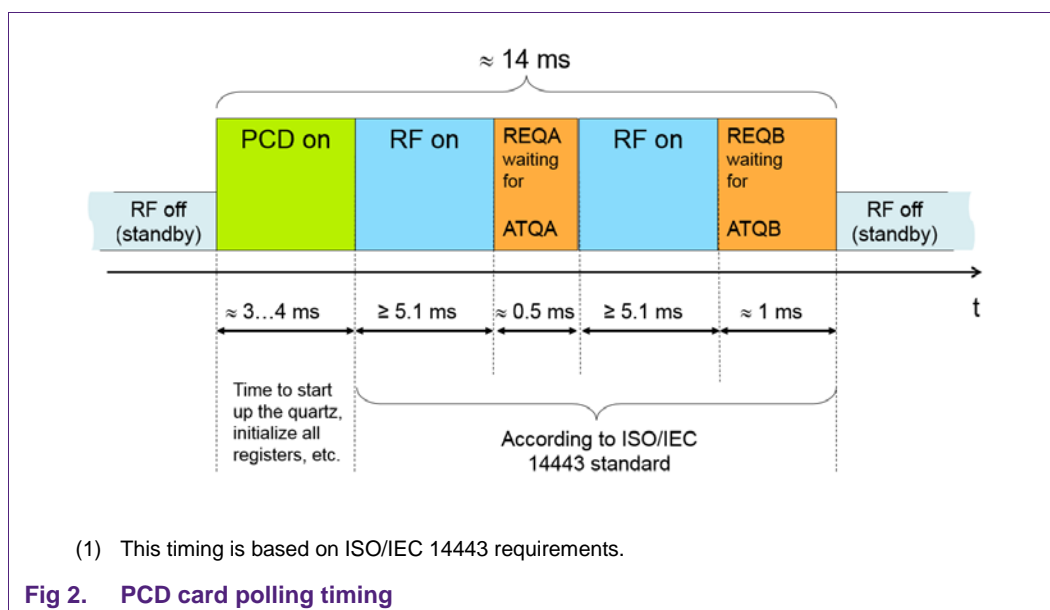 ≈ 14 ms
PCD on
RF on
REQA
waiting
for
ATQA
RF on
REQB
waiting
for
ATQB
RF off
(standby)
RF off
(standby)
t
≈ 3...4 ms
≥ 5.1 ms
≈ 0.5 ms
≥ 5.1 ms
≈ 1 ms
Time to start
up the quartz,
initialize all
registers, etc.
According to ISO/IEC
14443 standard
(1) This timing is based on ISO/IEC 14443 requirements.
Fig 2. PCD card polling timing